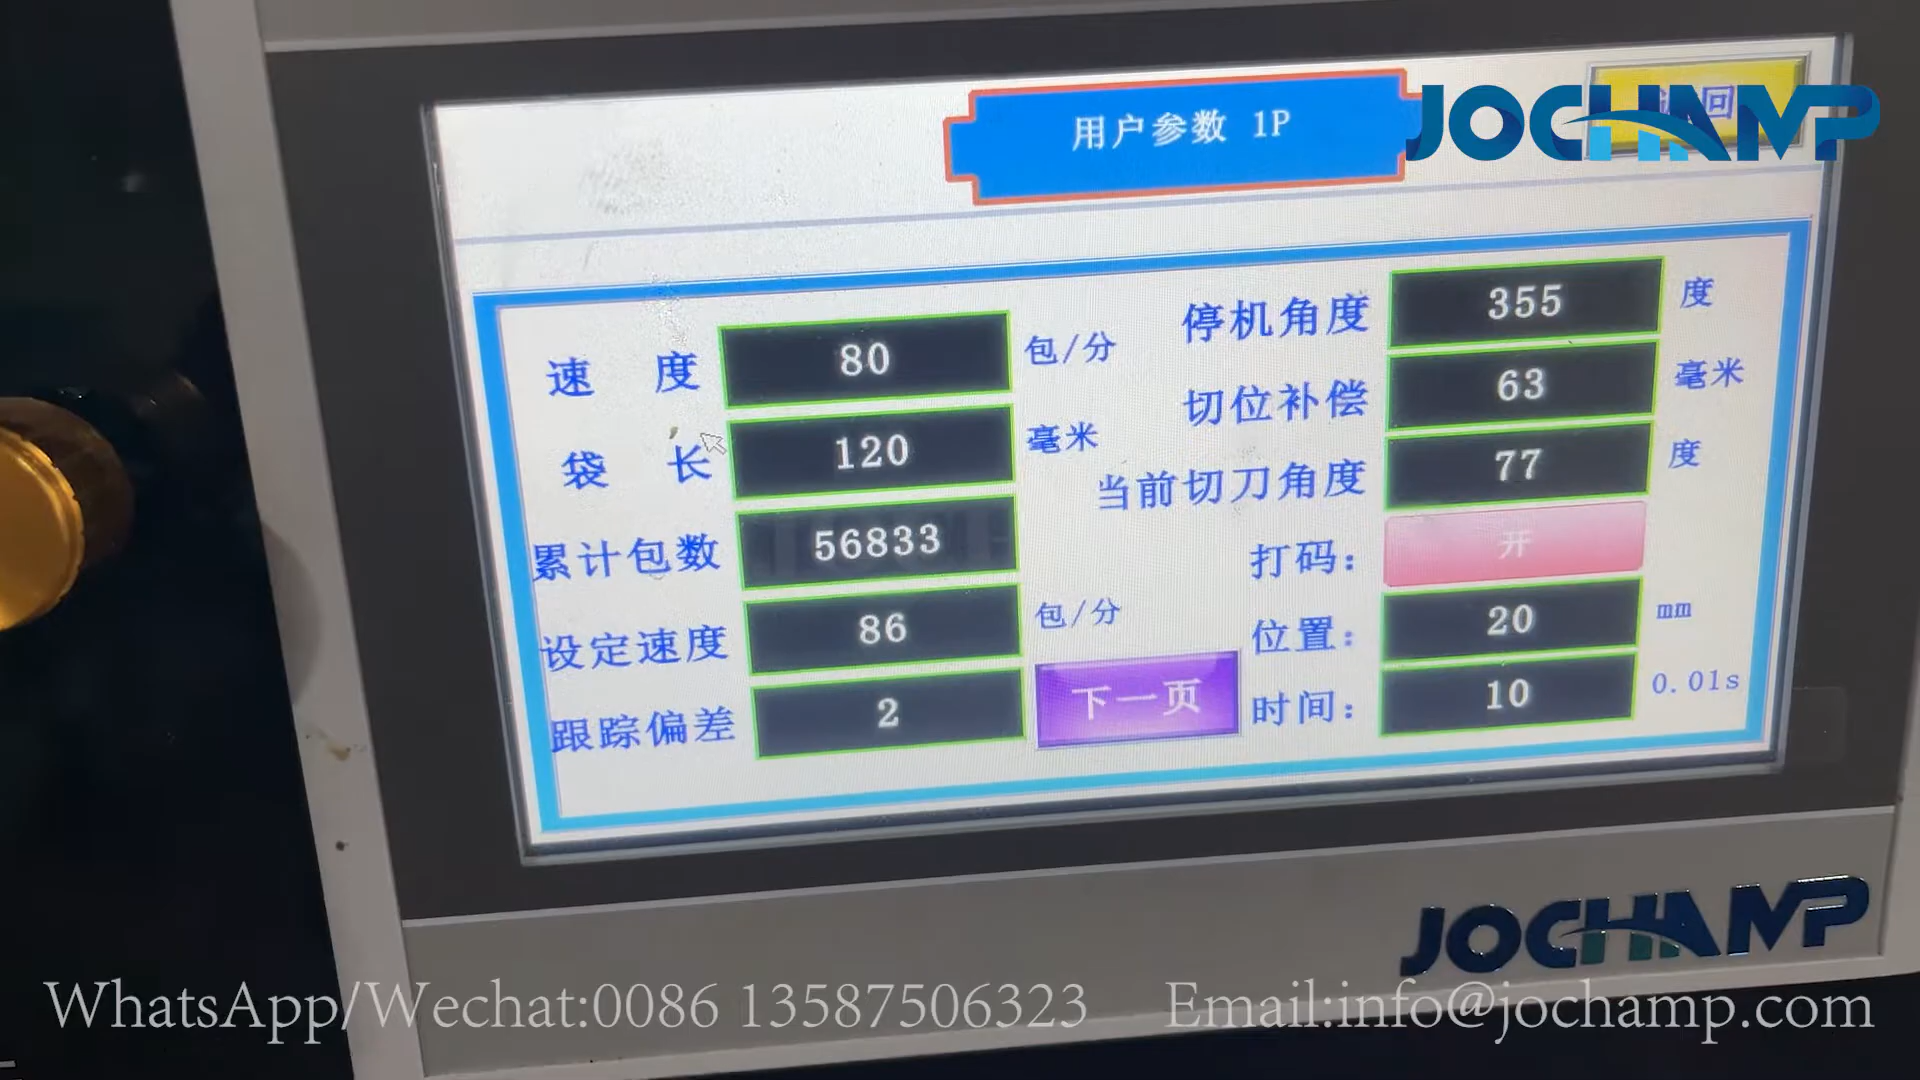 用户参数 1P
回
JOCHAMP
速 度 80 包/分
袋 长 120 毫米
累计包数 56833
设定速度 86 包/分
跟踪偏差 2
下一页
停机角度 355 度
切位补偿 63 毫米
当前切刀角度 77 度
打码: 开
位置: 20 mm
时间: 10 0.01s
JOCHAMP
WhatsApp/Wechat:0086 13587506323 Email:info@jochamp.com